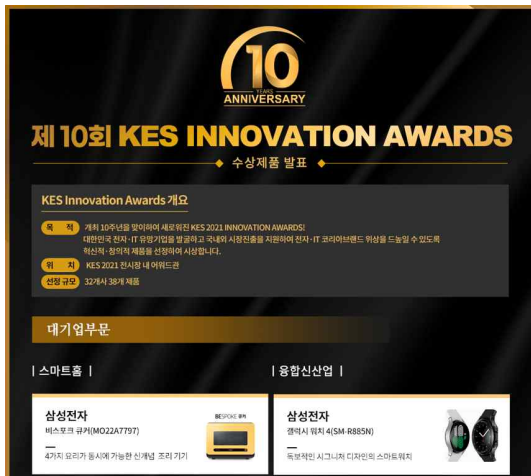 10
YEARS
ANNIVERSARY
제10회 KES INNOVATION AWARDS
수상제품 발표
KES Innovation Awards 개요
목 적 개최 10주년을 맞이하여 새로워진 KES 2021 INNOVATION AWARDS!
대한민국 전자·IT 유망기업을 발굴하고 국내외 시장진출을 지원하여 전자·IT 코리아브랜드 위상을 드높일 수 있도록
혁신적·창의적 제품을 선정하여 시상합니다.
위 치 KES 2021 전시장 내 어워드관
선정 규모 32개사 38개 제품
대기업부문
| 스마트홈 |
| 융합신산업 |
삼성전자
비스포크 큐커(MO22A7797)
4가지 요리가 동시에 가능한 신개념 조리 기기
BESPOKE 큐커
삼성전자
갤럭시 워치 4(SM-R885N)
독보적인 시그니처 디자인의 스마트워치